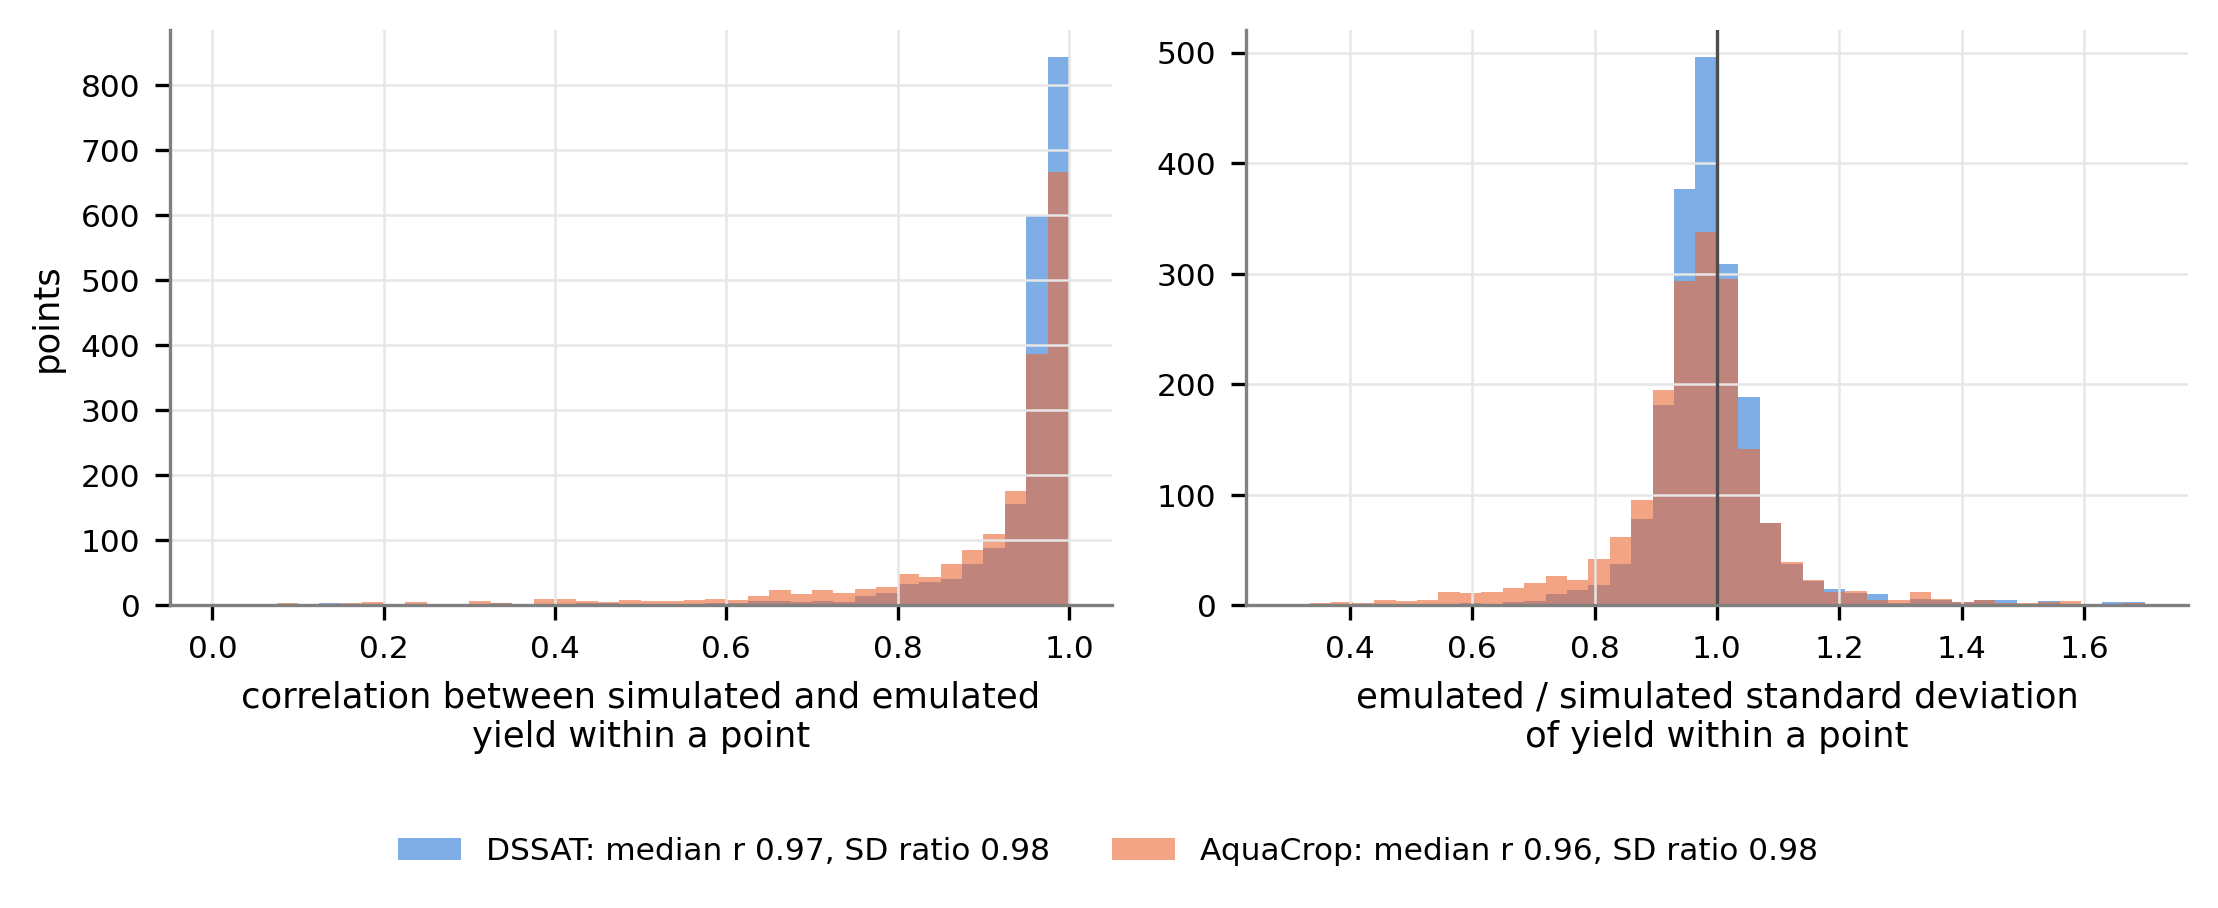 points
800
700
600
500
400
300
200
100
0
0.0 0.2 0.4 0.6 0.8 1.0
correlation between simulated and emulated
yield within a point
500
400
300
200
100
0
0.4 0.6 0.8 1.0 1.2 1.4 1.6
emulated / simulated standard deviation
of yield within a point
DSSAT: median r 0.97, SD ratio 0.98
AquaCrop: median r 0.96, SD ratio 0.98